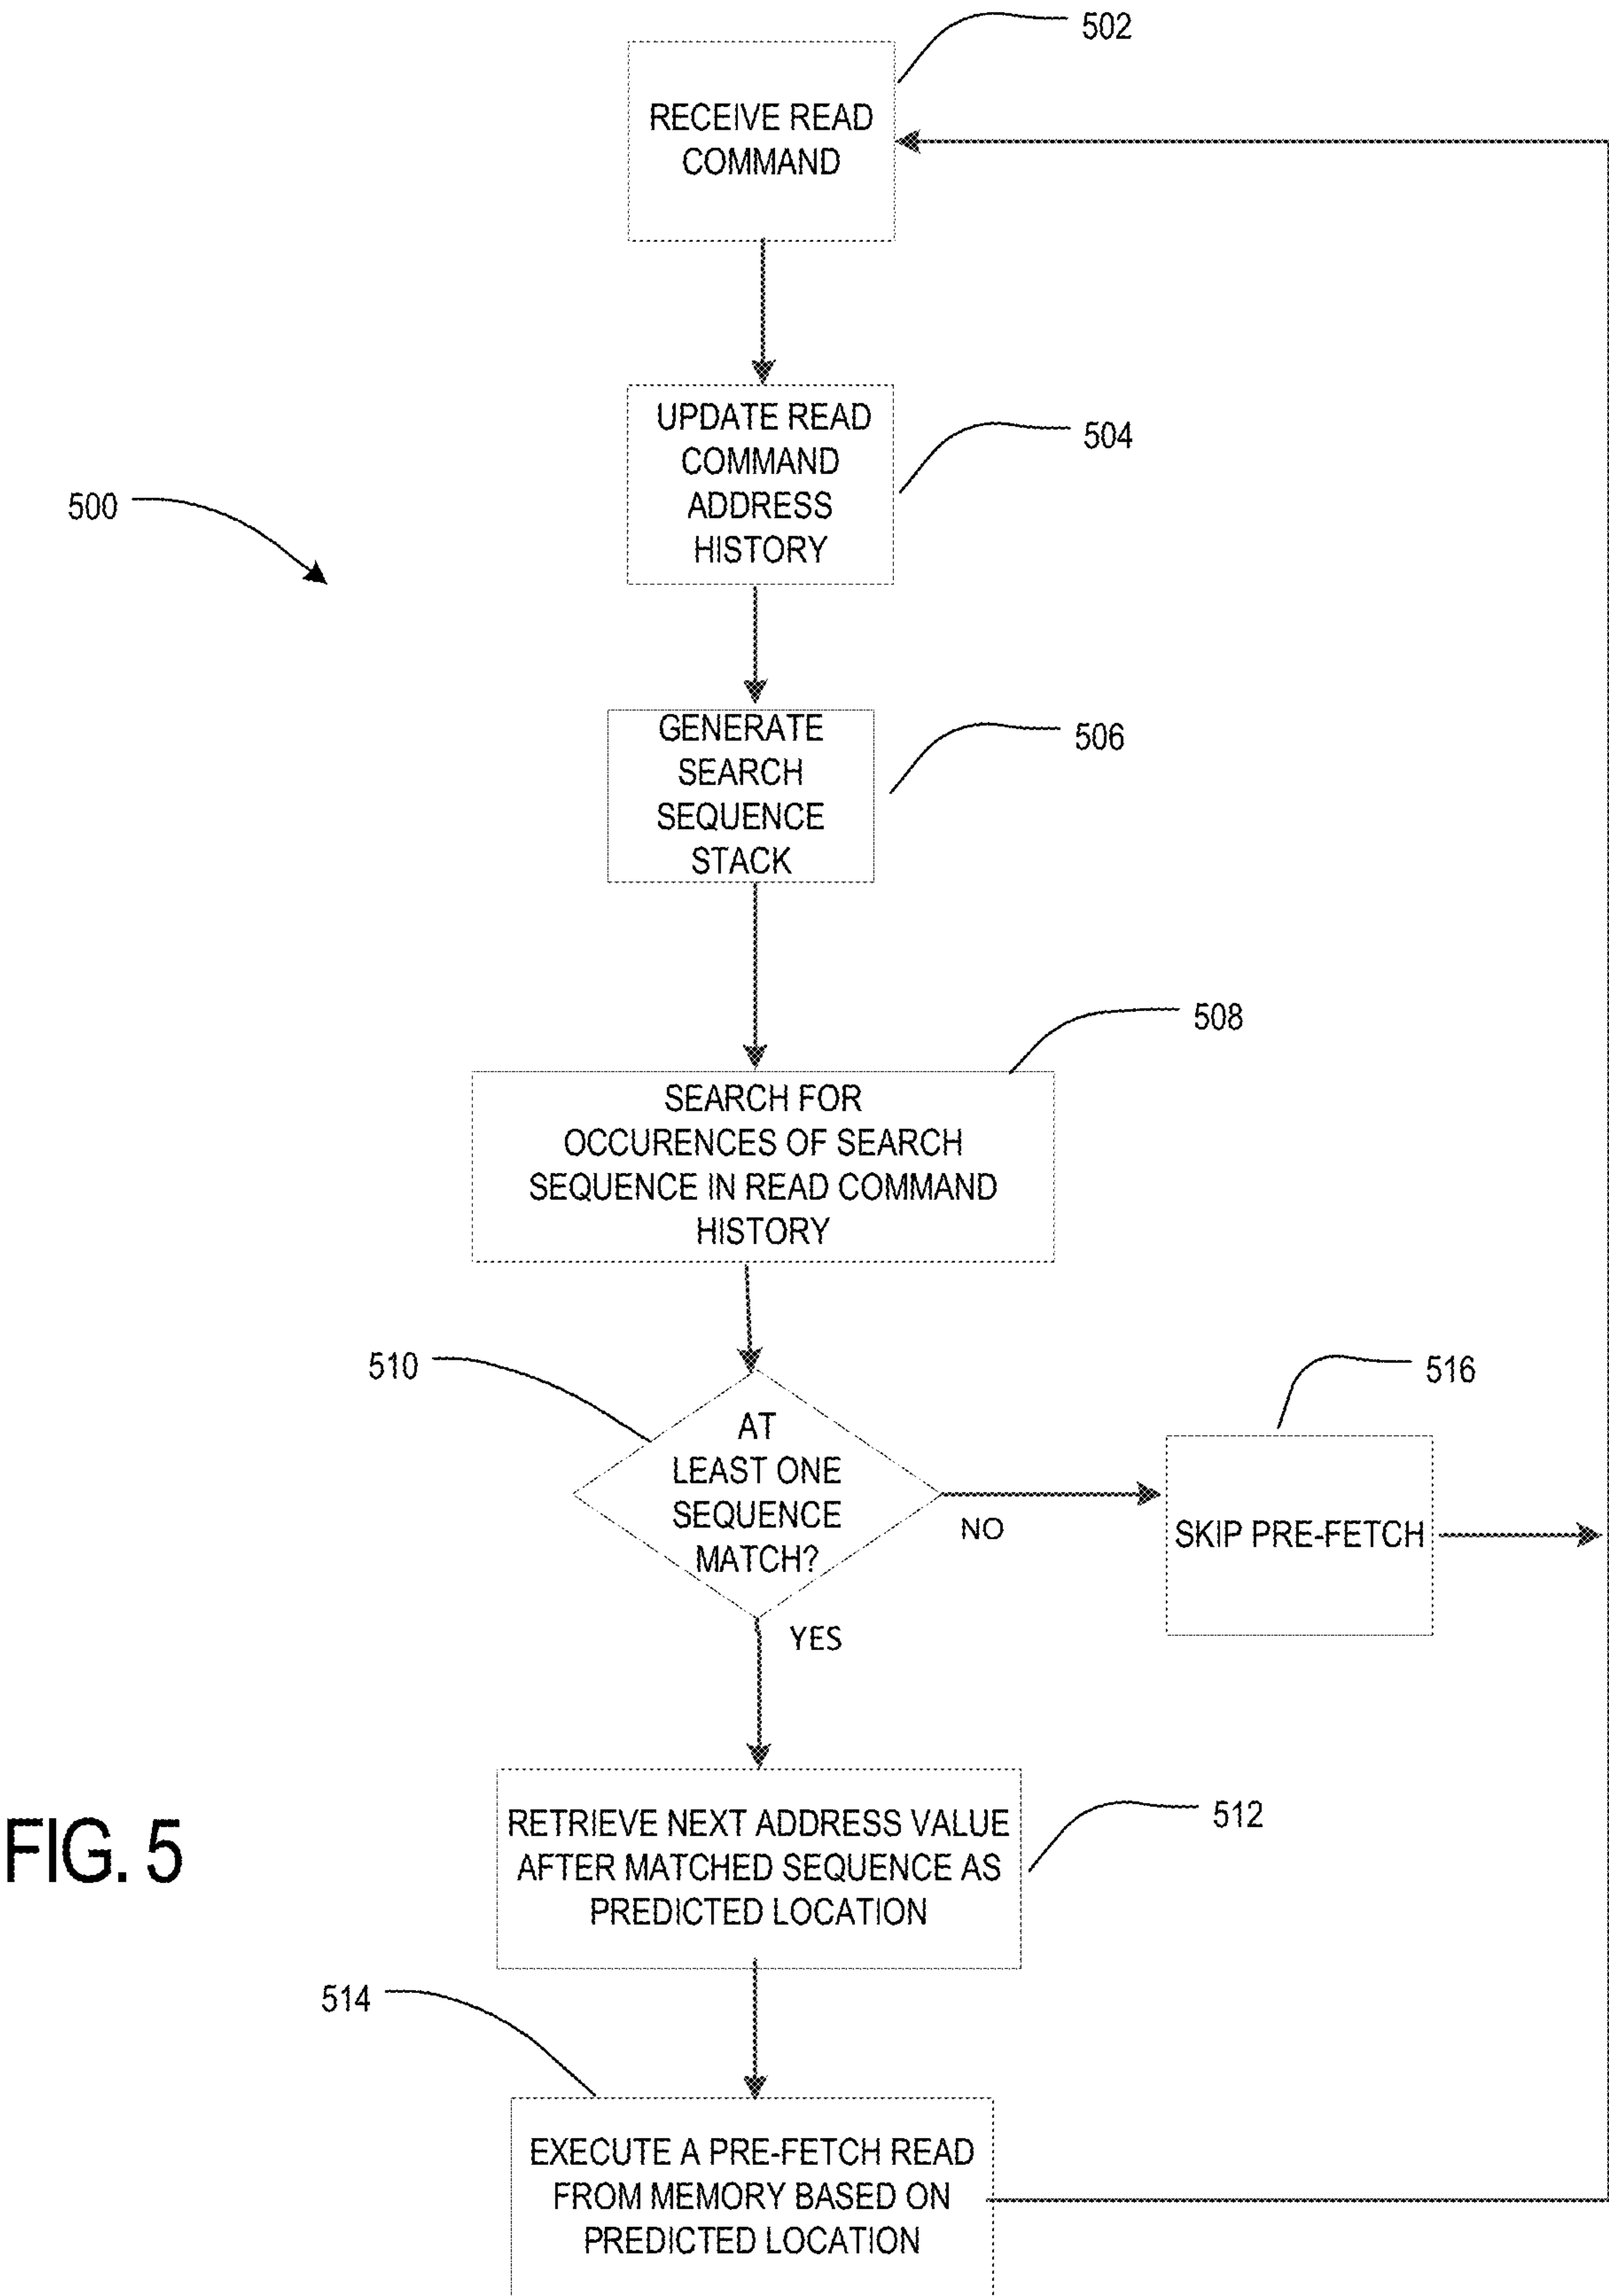 502
RECEIVE READ
COMMAND
UPDATE READ
COMMAND
ADDRESS
HISTORY
504
500
GENERATE
SEARCH
SEQUENCE
STACK
506
508
SEARCH FOR
OCCURENCES OF SEARCH
SEQUENCE IN READ COMMAND
HISTORY
510
516
AT
LEAST ONE
SEQUENCE
MATCH?
NO
SKIP PRE-FETCH
YES
RETRIEVE NEXT ADDRESS VALUE
AFTER MATCHED SEQUENCE AS
PREDICTED LOCATION
512
FIG. 5
514
EXECUTE A PRE-FETCH READ
FROM MEMORY BASED ON
PREDICTED LOCATION